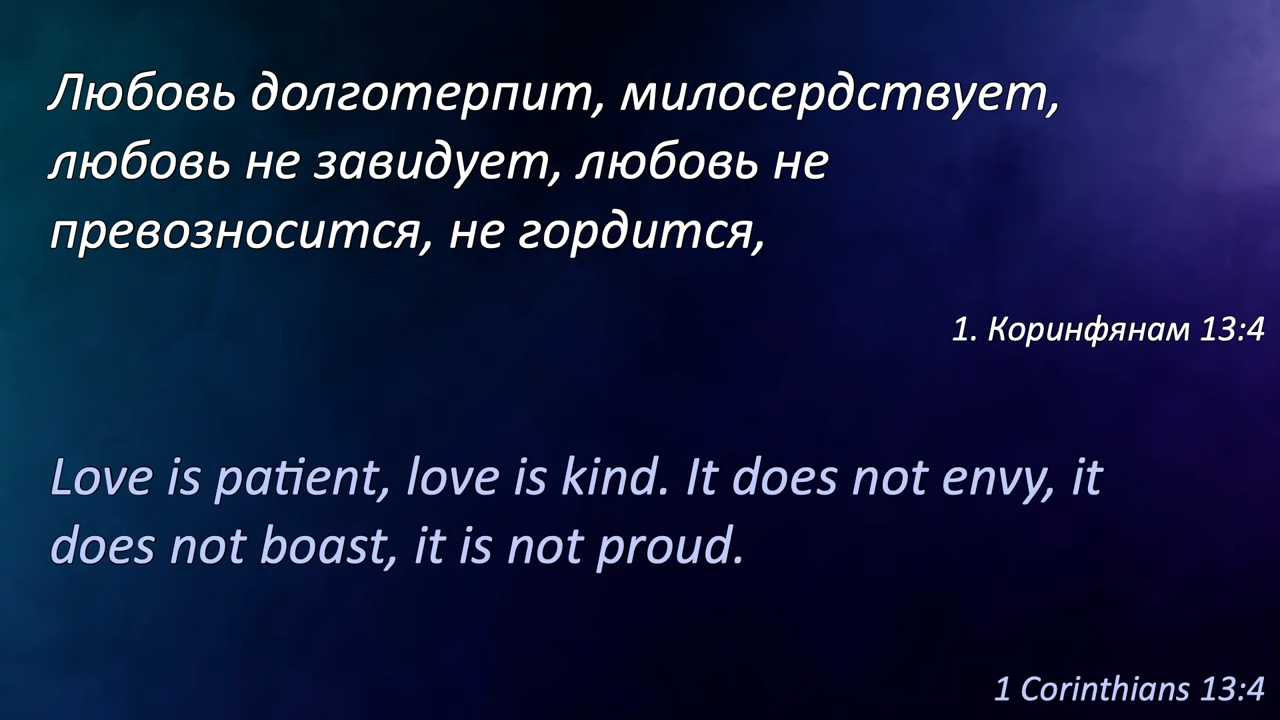 Любовь долготерпит, милосердствует,
любовь не завидует, любовь не
превозносится, не гордится,
1. Коринфянам 13:4
Love is patient, love is kind. It does not envy, it
does not boast, it is not proud.
1 Corinthians 13:4